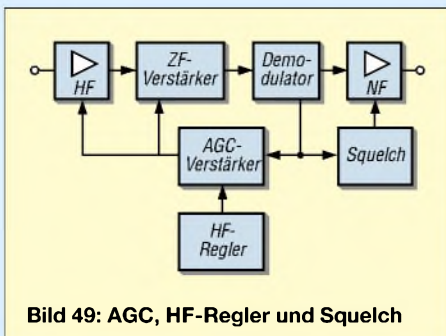 HF
ZF-
Verstärker
Demo-
dulator
NF
AGC-
Verstärker
Squelch
HF-
Regler
Bild 49: AGC, HF-Regler und Squelch